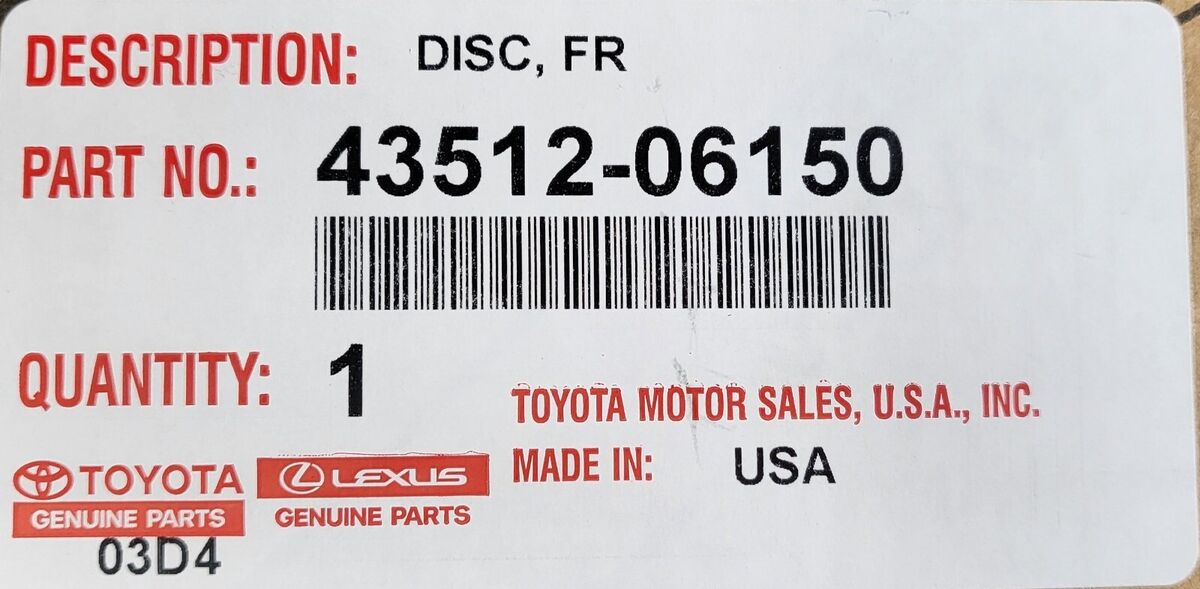 DESCRIPTION: DISC, FR
PART NO.: 43512-06150
QUANTITY: 1
TOYOTA MOTOR SALES, U.S.A., INC.
MADE IN: USA
TOYOTA
GENUINE PARTS
LEXUS
GENUINE PARTS
03D4